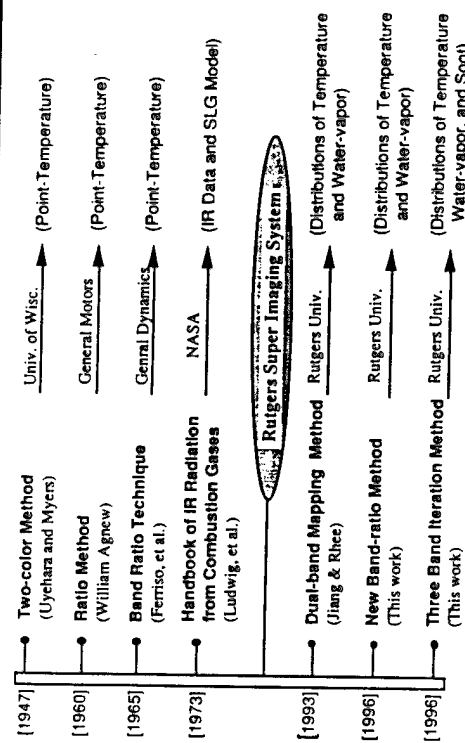 [1947] Two-color Method Univ. of Wisc. (Point-Temperature)
(Uyehara and Myers)
[1960] Ratio Method General Motors (Point-Temperature)
(William Agnew)
[1965] Band Ratio Technique Genral Dynamics (Point-Temperature)
(Ferriso, et al.)
[1973] Handbook of IR Radiation NASA (IR Data and SLG Model)
from Combustion Gases
(Ludwig, et al.)
Rutgers Super Imaging System
[1993] Dual-band Mapping Method Rutgers Univ. (Distributions of Temperature
(Jiang & Rhee) and Water-vapor)
[1996] New Band-ratio Method Rutgers Univ. (Distributions of Temperature
(This work) and Water-vapor)
[1996] Three Band Iteration Method Rutgers Univ. (Distributions of Temperature
(This work) Water-vapor, and Soot)